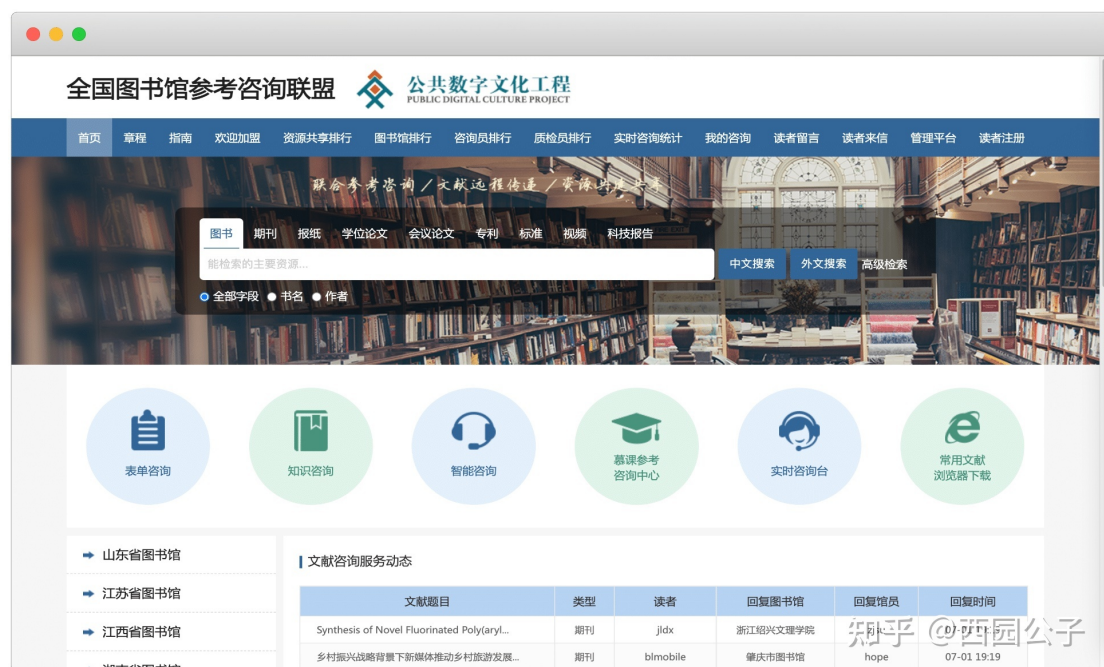 全国图书馆参考咨询联盟
公共数字文化工程
PUBLIC DIGITAL CULTURE PROJECT
首页 章程 指南 欢迎加盟 资源共享排行 图书馆排行 咨询员排行 质检员排行 实时咨询统计 我的咨询 读者留言 读者来信 管理平台 读者注册
联合参考咨询 / 文献远程传递 / 资源共建共享
图书 期刊 报纸 学位论文 会议论文 专利 标准 视频 科技报告
能检索的主要资源... 中文搜索 外文搜索 高级检索
全部字段 书名 作者
表单咨询 知识咨询 智能咨询 慕课参考 实时咨询台 常用文献
咨询中心 浏览器下载
山东省图书馆
江苏省图书馆
江西省图书馆
文献咨询服务动态
文献题目 类型 读者 回复图书馆 回复馆员 回复时间
Synthesis of Novel Fluorinated Poly(aryl... 期刊 jldx 浙江绍兴文理学院
乡村振兴战略背景下新媒体推动乡村旅游发展... 期刊 blmobile 肇庆市图书馆 hope 07-01 19:19
知乎 @西园公子